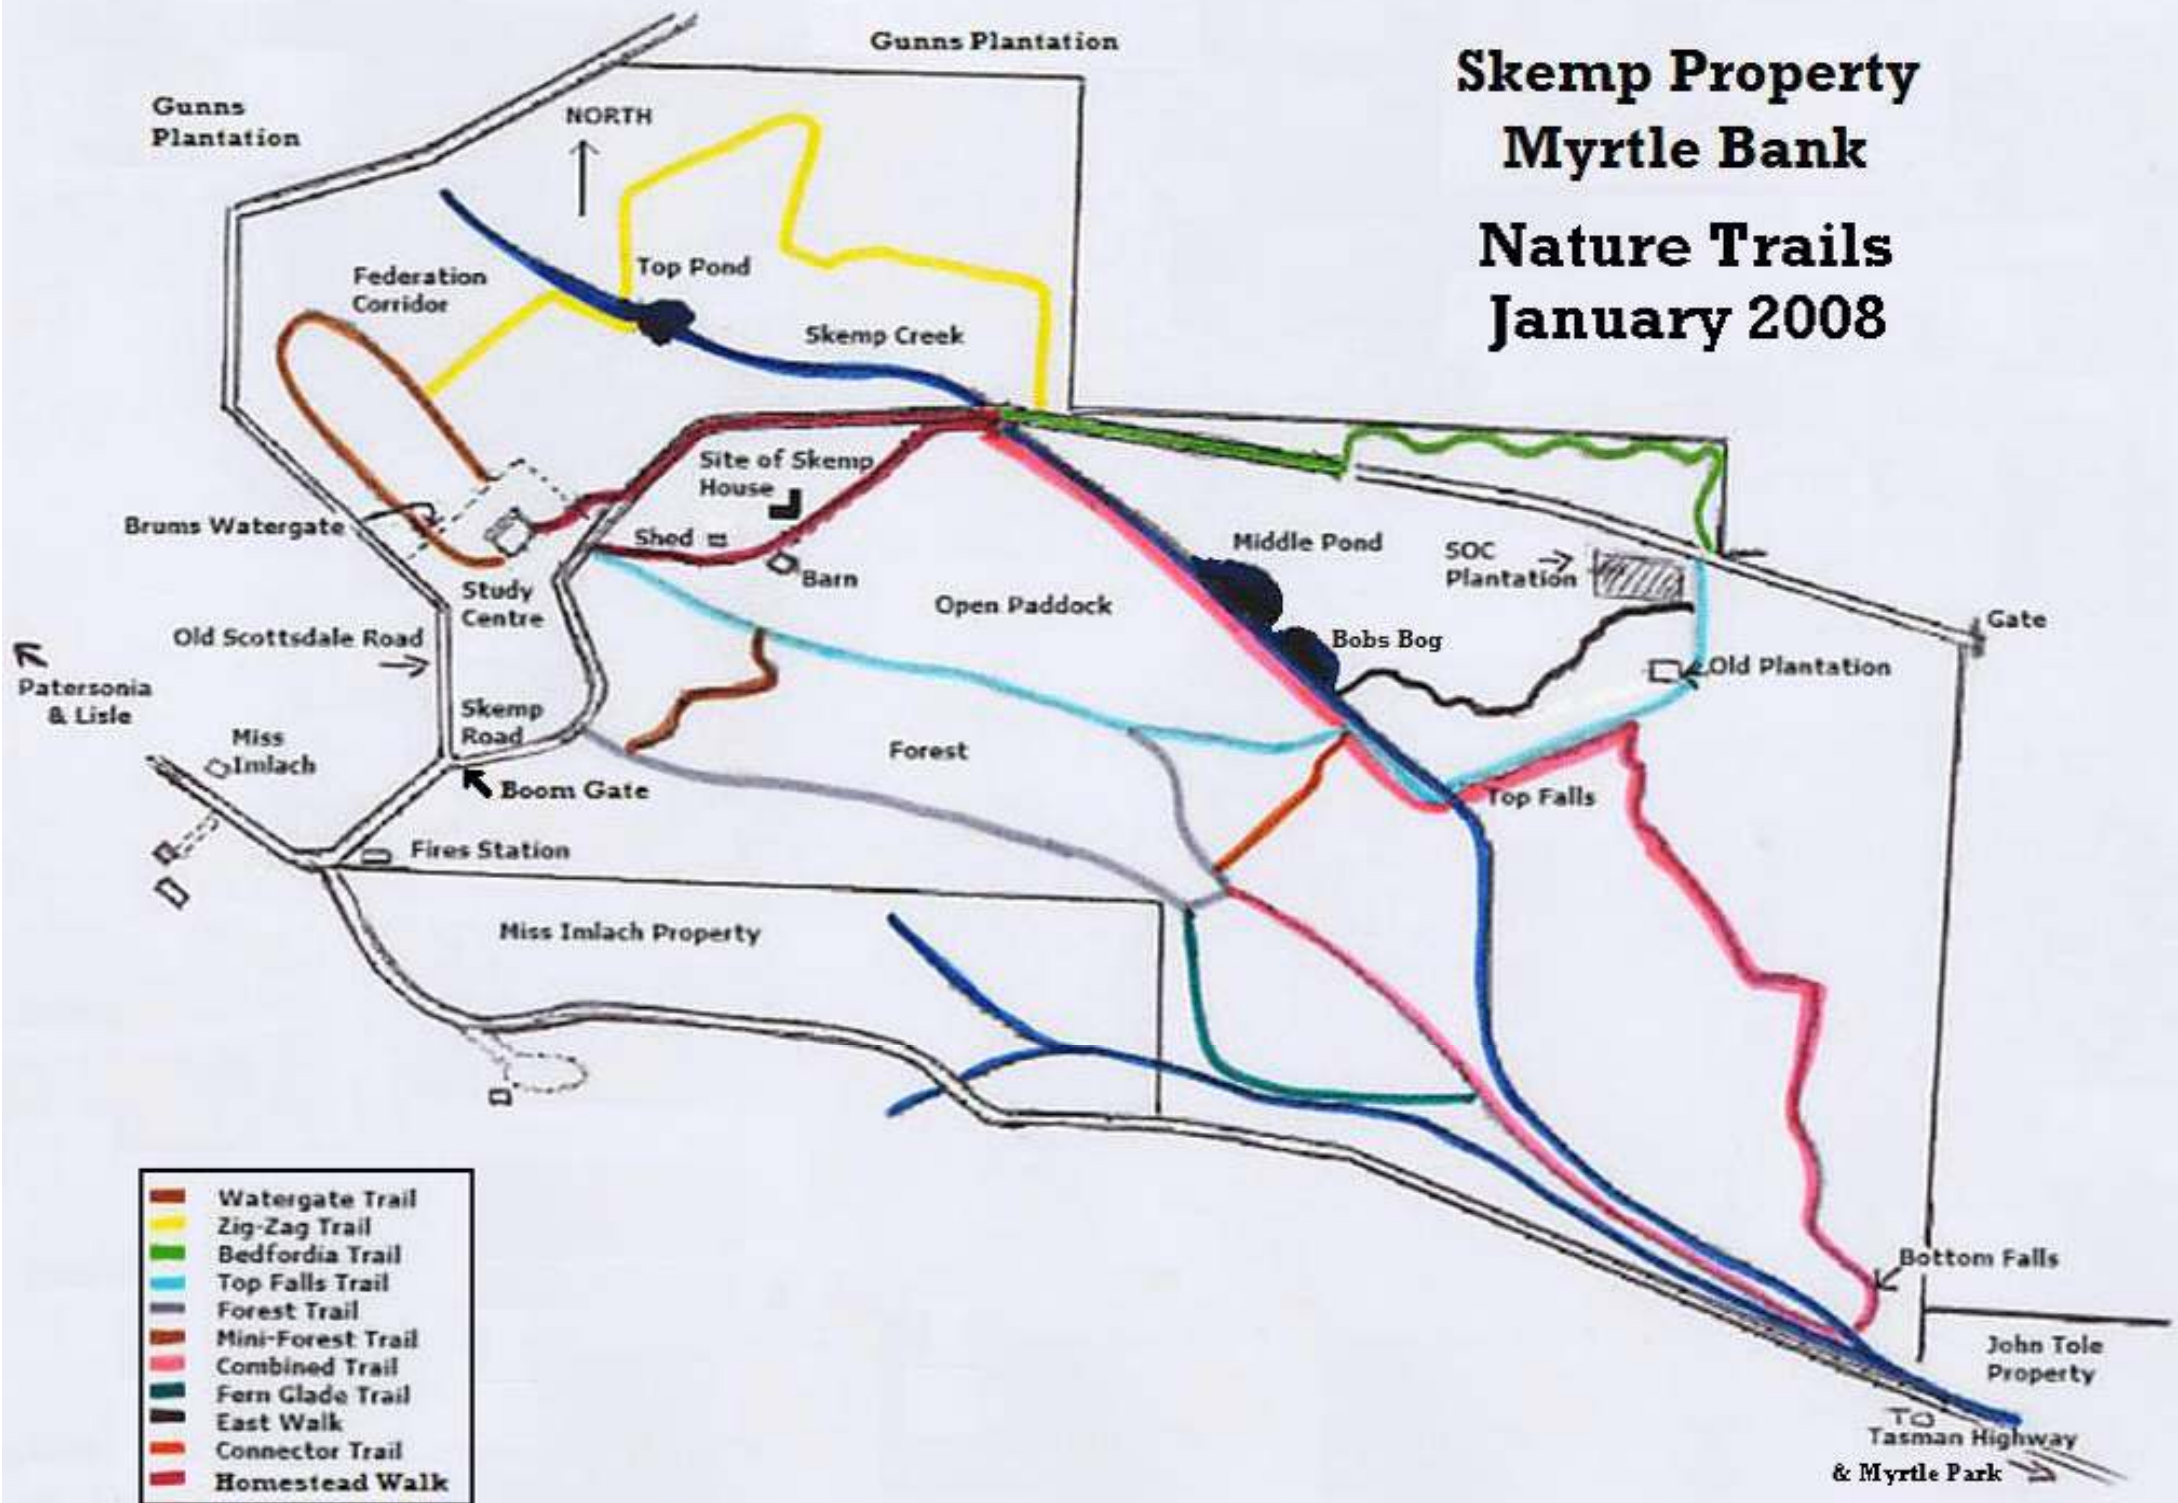 Gunns Plantation
Skemp Property
Myrtle Bank
Nature Trails
January 2008
Gunns
Plantation
NORTH
Top Pond
Federation
Corridor
Skemp Creek
Site of Skemp
House
Brums Watergate
Shed
Barn
Middle Pond
SOC
Plantation
Study
Centre
Open Paddock
Gate
Old Scottsdale Road
Bobs Bog
Old Plantation
Patersonia
& Lisle
Skemp
Road
Miss
Imlach
Forest
Boom Gate
Top Falls
Fires Station
Miss Imlach Property
Bottom Falls
John Tole
Property
To
Tasman Highway
& Myrtle Park
Watergate Trail
Zig-Zag Trail
Bedfordia Trail
Top Falls Trail
Forest Trail
Mini-Forest Trail
Combined Trail
Fern Glade Trail
East Walk
Connector Trail
Homestead Walk